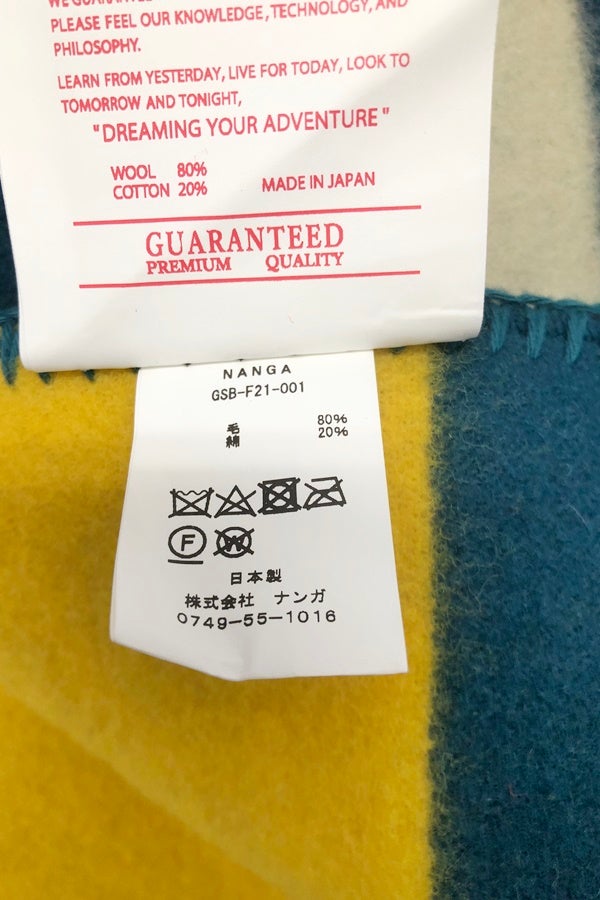 WE GUARANTEE
PLEASE FEEL OUR KNOWLEDGE, TECHNOLOGY, AND
PHILOSOPHY.
LEARN FROM YESTERDAY, LIVE FOR TODAY, LOOK TO
TOMORROW AND TONIGHT,
"DREAMING YOUR ADVENTURE"
WOOL 80%
COTTON 20% MADE IN JAPAN
GUARANTEED
PREMIUM QUALITY
NANGA
GSB-F21-001
毛 80%
綿 20%
F W
日本製
株式会社 ナンガ
0749-55-1016